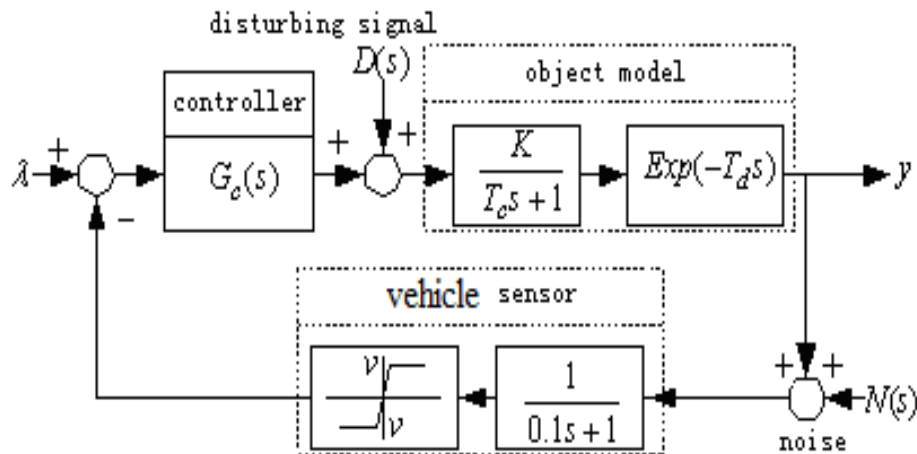 disturbing signal
D(s)
object model
controller
λ
+
−
G_c(s)
+
+
K
T_c s + 1
Exp(−T_d s)
y
vehicle sensor
v
v
1
0.1s + 1
+
+
N(s)
noise